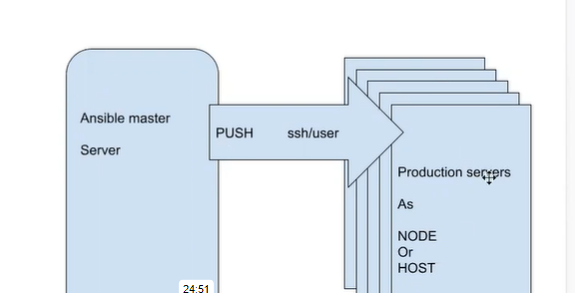 Ansible master
Server
PUSH ssh/user
Production servers
As
NODE
Or
HOST
24:51